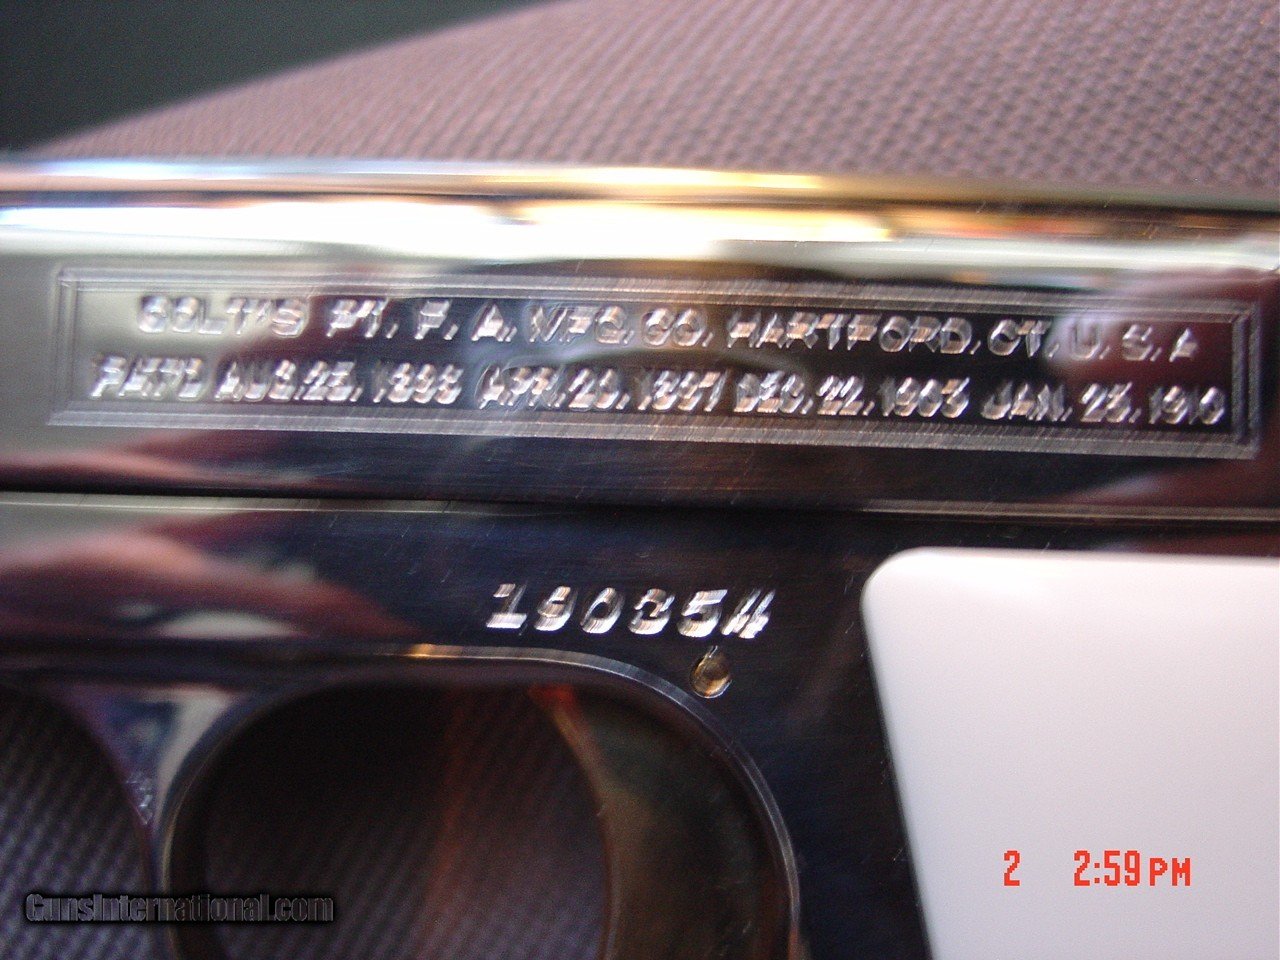 COLT'S PT. F. A. MFG. CO. HARTFORD, CT. U.S.A
PAT'D AUG.25, 1896 APR. 20, 1897 DEC. 22, 1903 JAN. 25, 1910
2 2:59 PM
GunsInternational.com